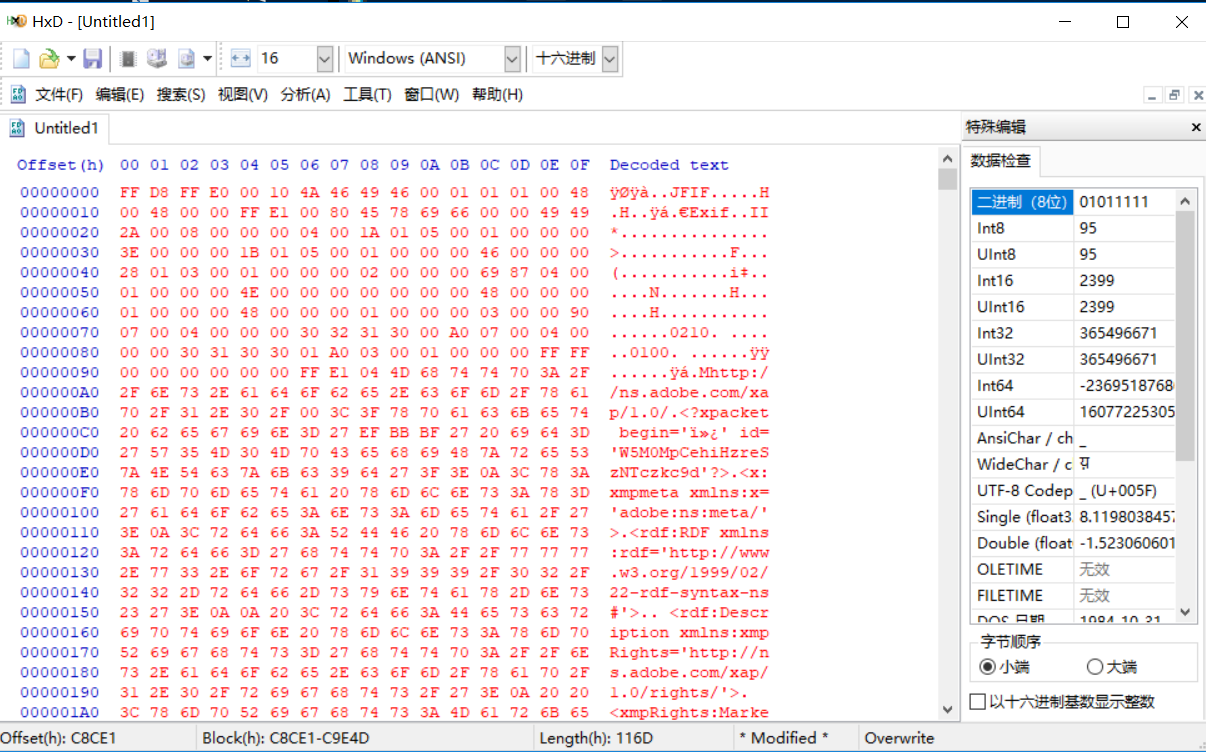 HxD - [Untitled1]
16 Windows (ANSI) 十六进制
文件(F) 编辑(E) 搜索(S) 视图(V) 分析(A) 工具(T) 窗口(W) 帮助(H)
Untitled1
Offset(h) 00 01 02 03 04 05 06 07 08 09 0A 0B 0C 0D 0E 0F Decoded text
00000000 FF D8 FF E0 00 10 4A 46 49 46 00 01 01 01 00 48 ÿØÿà..JFIF.....H
00000010 00 48 00 00 FF E1 00 80 45 78 69 66 00 00 49 49 .H..ÿá.€Exif..II
00000020 2A 00 08 00 00 00 04 00 1A 01 05 00 01 00 00 00 *...............
00000030 3E 00 00 00 1B 01 05 00 01 00 00 00 46 00 00 00 >...........F...
00000040 28 01 03 00 01 00 00 00 02 00 00 00 69 87 04 00 (...........i‡..
00000050 01 00 00 00 4E 00 00 00 00 00 00 00 48 00 00 00 ....N.......H...
00000060 01 00 00 00 48 00 00 00 01 00 00 00 03 00 00 90 ....H...........
00000070 07 00 04 00 00 00 30 32 31 30 00 A0 07 00 04 00 ......0210. ....
00000080 00 00 30 31 30 30 01 A0 03 00 01 00 00 00 FF FF ..0100. ......ÿÿ
00000090 00 00 00 00 00 00 FF E1 04 4D 68 74 74 70 3A 2F ......ÿá.Mhttp:/
000000A0 2F 6E 73 2E 61 64 6F 62 65 2E 63 6F 6D 2F 78 61 /ns.adobe.com/xa
000000B0 70 2F 31 2E 30 2F 00 3C 3F 78 70 61 63 6B 65 74 p/1.0/.<?xpacket
000000C0 20 62 65 67 69 6E 3D 27 EF BB BF 27 20 69 64 3D begin='ï»¿' id=
000000D0 27 57 35 4D 30 4D 70 43 65 68 69 48 7A 72 65 53 'W5M0MpCehiHzreS
000000E0 7A 4E 54 63 7A 6B 63 39 64 27 3F 3E 0A 3C 78 3A zNTczkc9d'?>.<x:
000000F0 78 6D 70 6D 65 74 61 20 78 6D 6C 6E 73 3A 78 3D xmpmeta xmlns:x=
00000100 27 61 64 6F 62 65 3A 6E 73 3A 6D 65 74 61 2F 27 'adobe:ns:meta/'
00000110 3E 0A 3C 72 64 66 3A 52 44 46 20 78 6D 6C 6E 73 >.<rdf:RDF xmlns
00000120 3A 72 64 66 3D 27 68 74 74 70 3A 2F 2F 77 77 77 :rdf='http://www
00000130 2E 77 33 2E 6F 72 67 2F 31 39 39 39 2F 30 32 2F .w3.org/1999/02/
00000140 32 32 2D 72 64 66 2D 73 79 6E 74 61 78 2D 6E 73 22-rdf-syntax-ns
00000150 23 27 3E 0A 0A 20 3C 72 64 66 3A 44 65 73 63 72 #'>.. <rdf:Descr
00000160 69 70 74 69 6F 6E 20 78 6D 6C 6E 73 3A 78 6D 70 iption xmlns:xmp
00000170 52 69 67 68 74 73 3D 27 68 74 74 70 3A 2F 2F 6E Rights='http://n
00000180 73 2E 61 64 6F 62 65 2E 63 6F 6D 2F 78 61 70 2F s.adobe.com/xap/
00000190 31 2E 30 2F 72 69 67 68 74 73 2F 27 3E 0A 20 20 1.0/rights/'>.
000001A0 3C 78 6D 70 52 69 67 68 74 73 3A 4D 61 72 6B 65 <xmpRights:Marke
特殊编辑
数据检查
二进制 (8位) 01011111
Int8 95
UInt8 95
Int16 2399
UInt16 2399
Int32 365496671
UInt32 365496671
Int64 -2369518768
UInt64 16077225305
AnsiChar / ch _
WideChar / c य़
UTF-8 Codep _ (U+005F)
Single (float3 8.1198038457
Double (float -1.523060601
OLETIME 无效
FILETIME 无效
DOS 日期 1984-10-31
字节顺序
小端 大端
以十六进制基数显示整数
Offset(h): C8CE1 Block(h): C8CE1-C9E4D Length(h): 116D * Modified * Overwrite